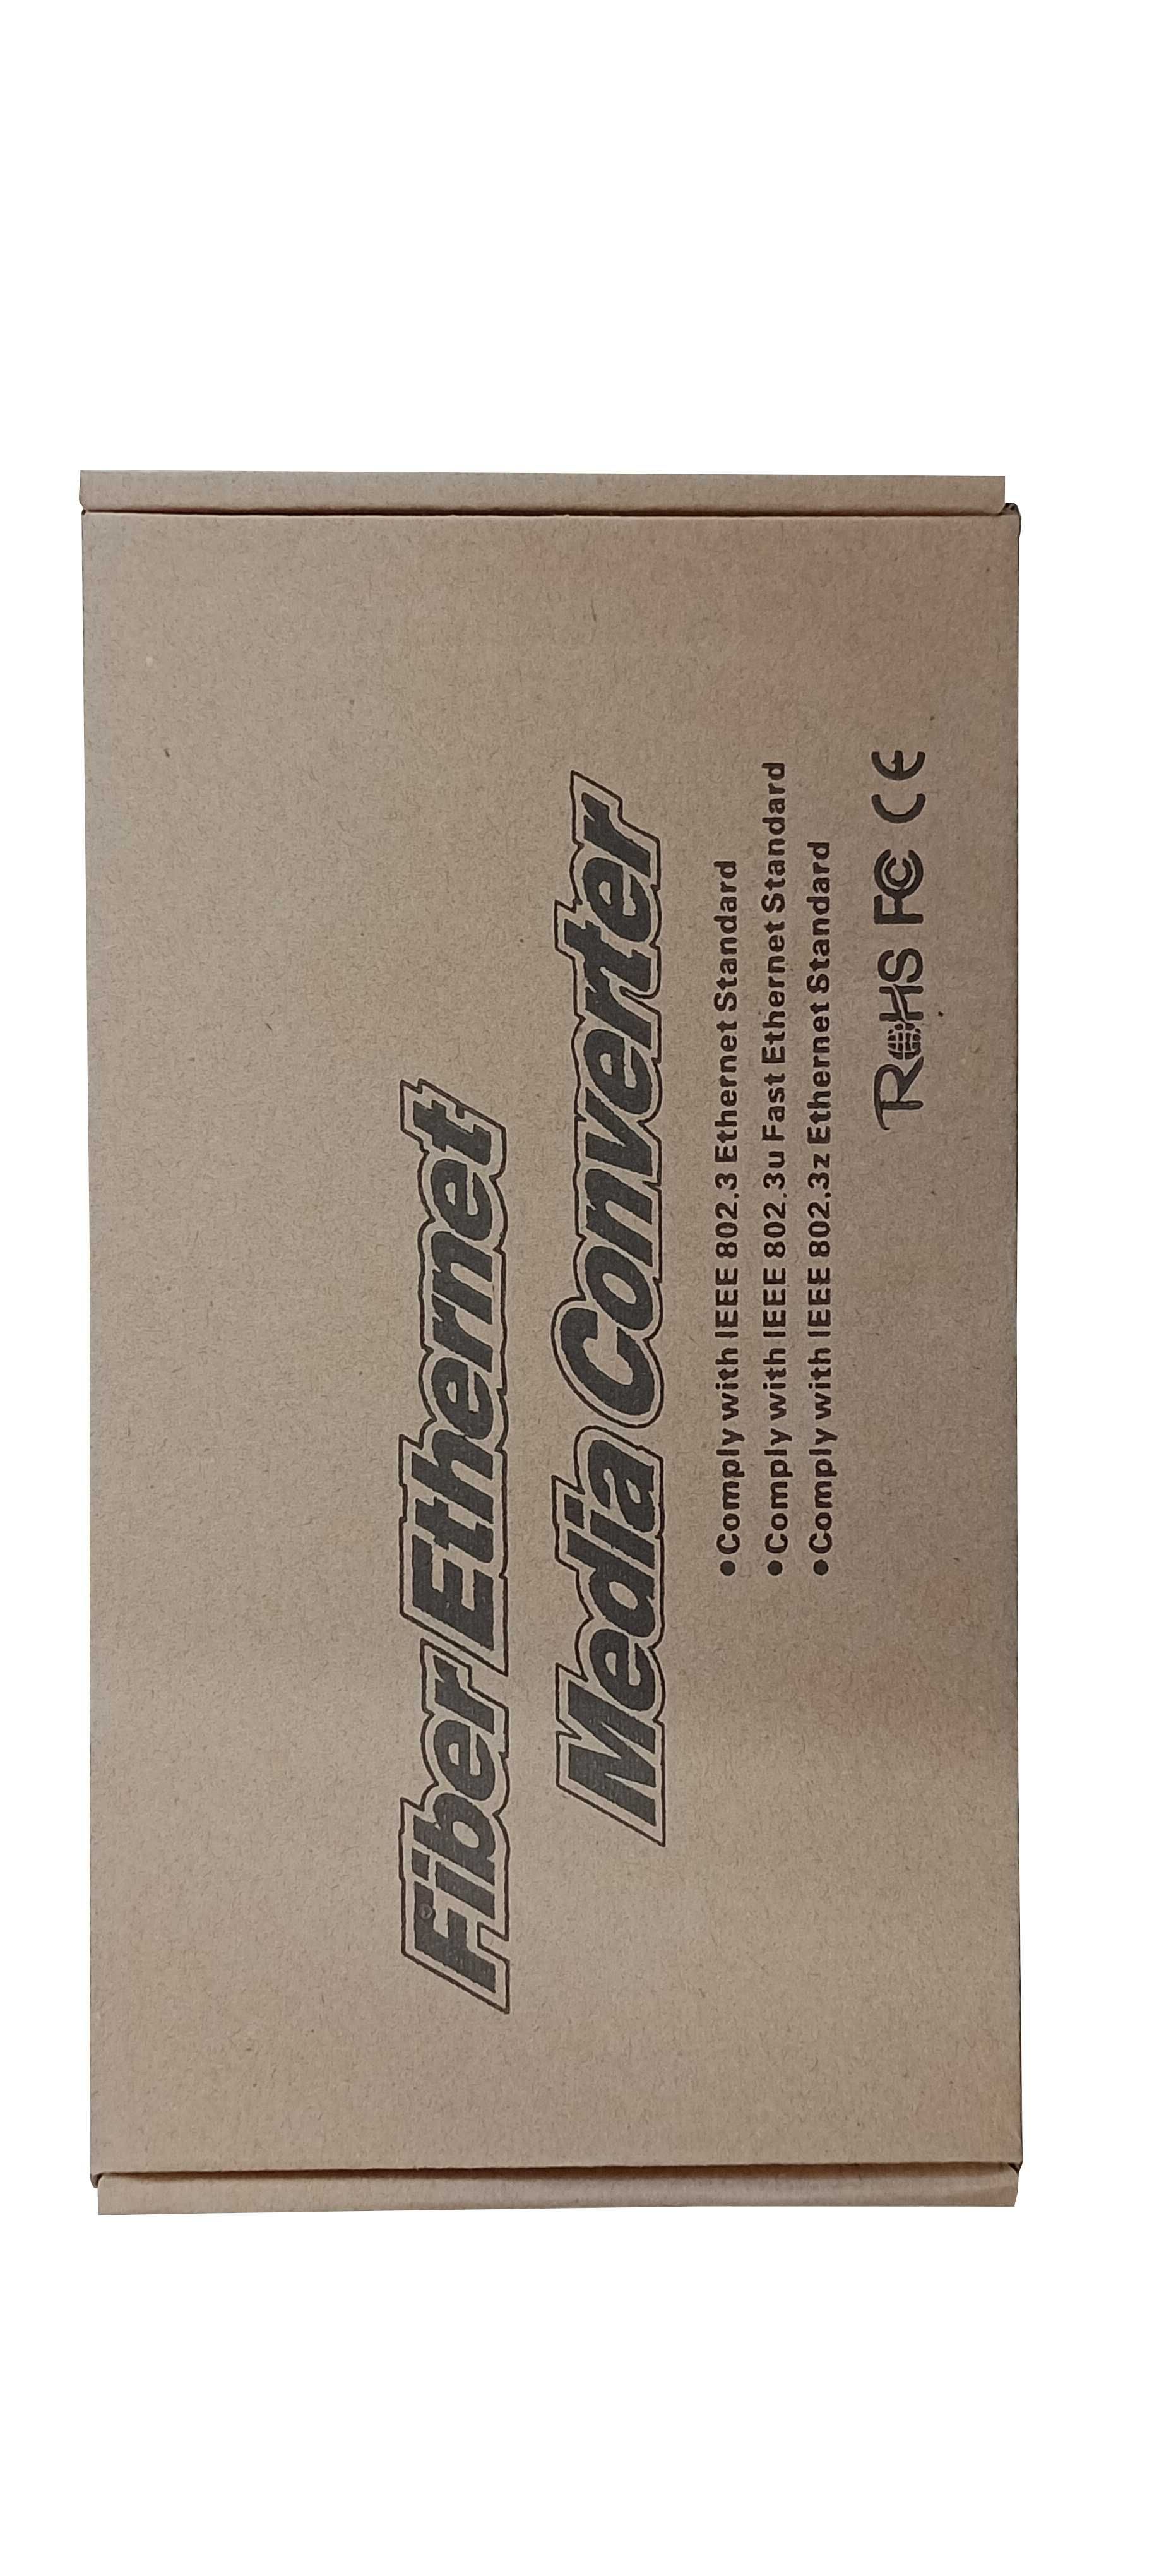 Fiber Ethernet
Media Converter
•Comply with IEEE 802.3 Ethernet Standard
•Comply with IEEE 802.3u Fast Ethernet Standard
•Comply with IEEE 802.3z Ethernet Standard
RoHS FC CE